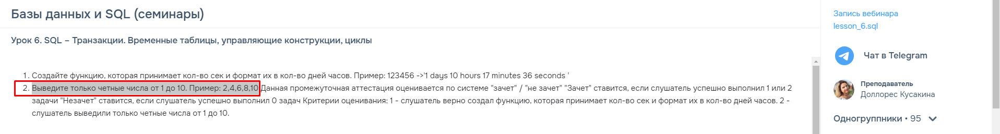 Базы данных и SQL (семинары)
Урок 6. SQL – Транзакции. Временные таблицы, управляющие конструкции, циклы
1. Создайте функцию, которая принимает кол-во сек и формат их в кол-во дней часов. Пример: 123456 ->'1 days 10 hours 17 minutes 36 seconds '
2. Выведите только четные числа от 1 до 10. Пример: 2,4,6,8,10 Данная промежуточная аттестация оценивается по системе "зачет" / "не зачет" "Зачет" ставится, если слушатель успешно выполнил 1 или 2
задачи "Незачет" ставится, если слушатель успешно выполнил 0 задач Критерии оценивания: 1 - слушатель верно создал функцию, которая принимает кол-во сек и формат их в кол-во дней часов. 2 -
слушатель выведили только четные числа от 1 до 10.
Запись вебинара
lesson_6.sql
Чат в Telegram
Преподаватель
Доллорес Кусакина
Одногруппники • 95